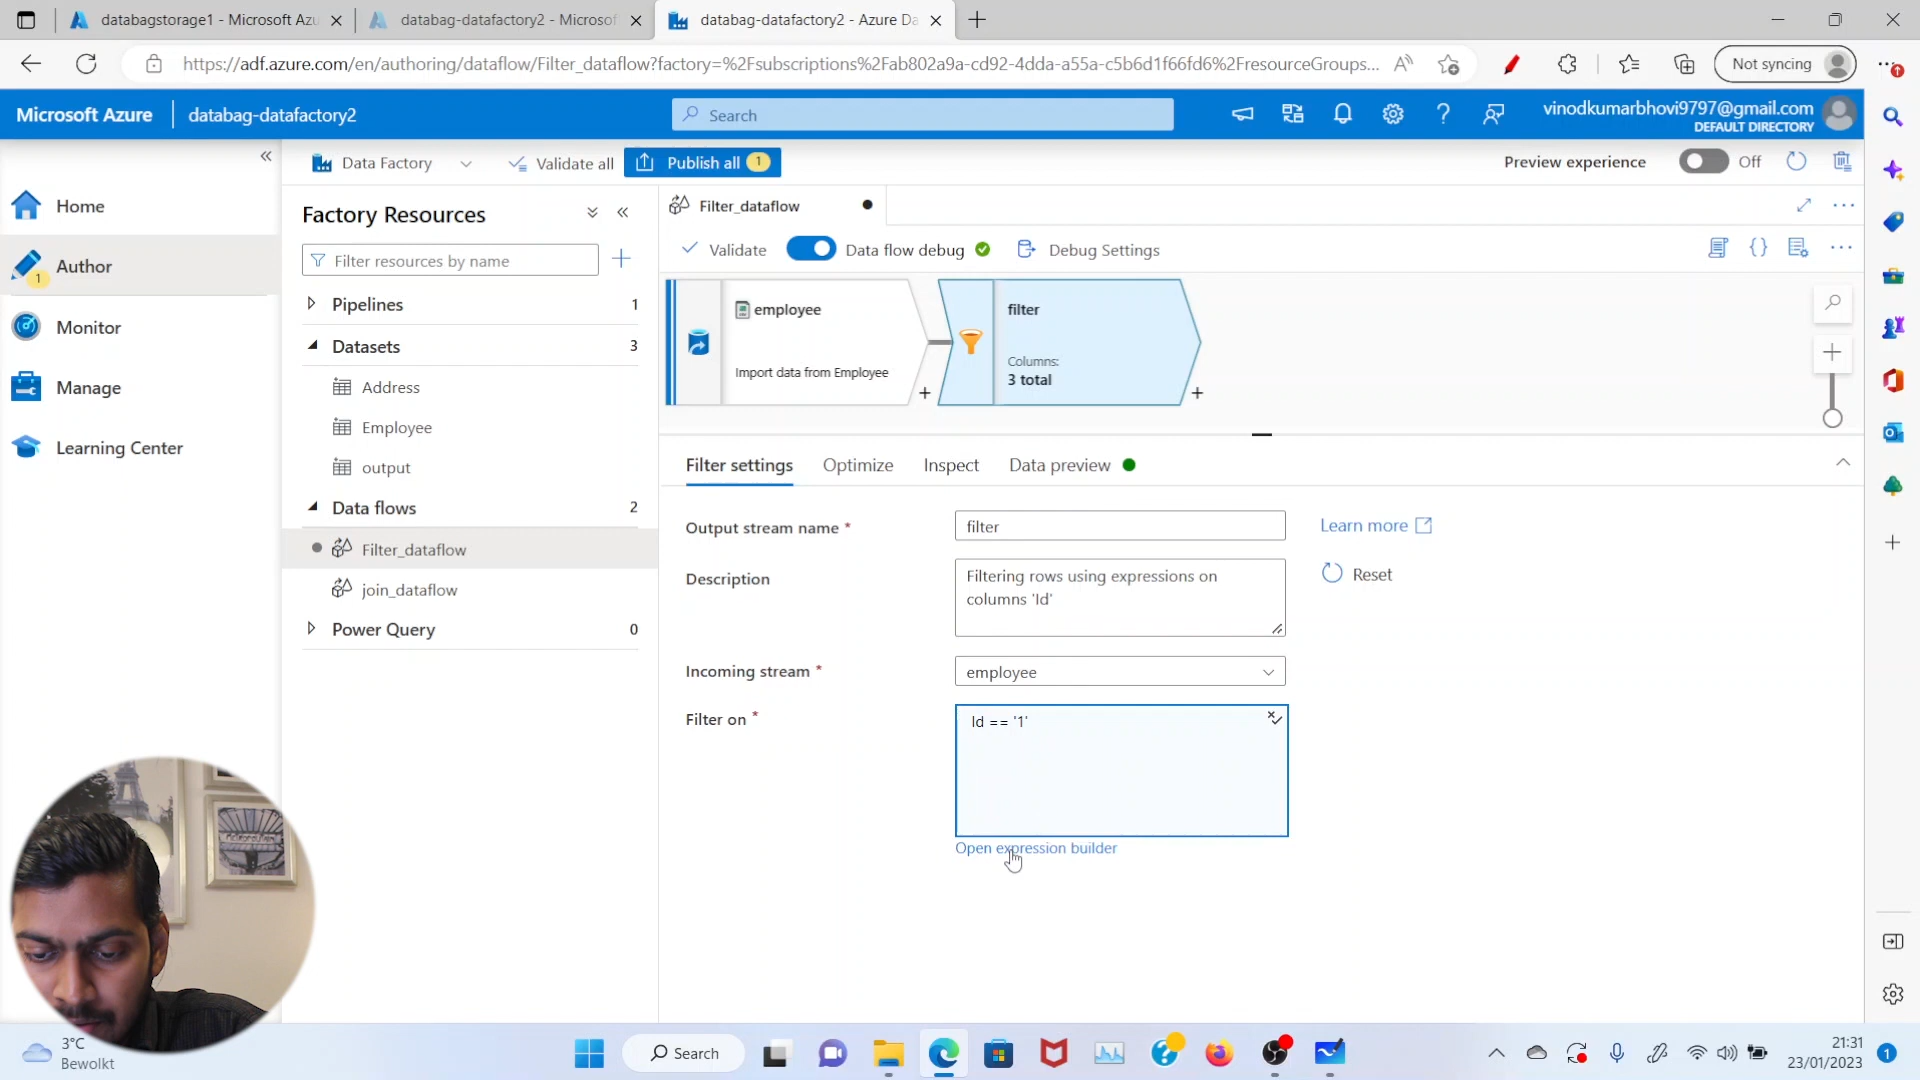 databagstorage1 - Microsoft Azu
databag-datafactory2 - Microsof
databag-datafactory2 - Azure Da
https://adf.azure.com/en/authoring/dataflow/Filter_dataflow?factory=%2Fsubscriptions%2Fab802a9a-cd92-4dda-a55a-c5b6d1f66fd6%2FresourceGroups...
Not syncing
Microsoft Azure
databag-datafactory2
Search
vinodkumarbhovi9797@gmail.com
DEFAULT DIRECTORY
Data Factory
Validate all
Publish all 1
Preview experience
Off
Home
Author
1
Monitor
Manage
Learning Center
Factory Resources
Filter resources by name
Pipelines 1
Datasets 3
Address
Employee
output
Data flows 2
Filter_dataflow
join_dataflow
Power Query 0
Filter_dataflow
Validate
Data flow debug
Debug Settings
employee
Import data from Employee
filter
Columns:
3 total
Filter settings
Optimize
Inspect
Data preview
Output stream name *
filter
Learn more
Description
Filtering rows using expressions on
columns 'Id'
Reset
Incoming stream *
employee
Filter on *
Id == '1'
Open expression builder
3°C
Bewolkt
Search
21:31
23/01/2023
1